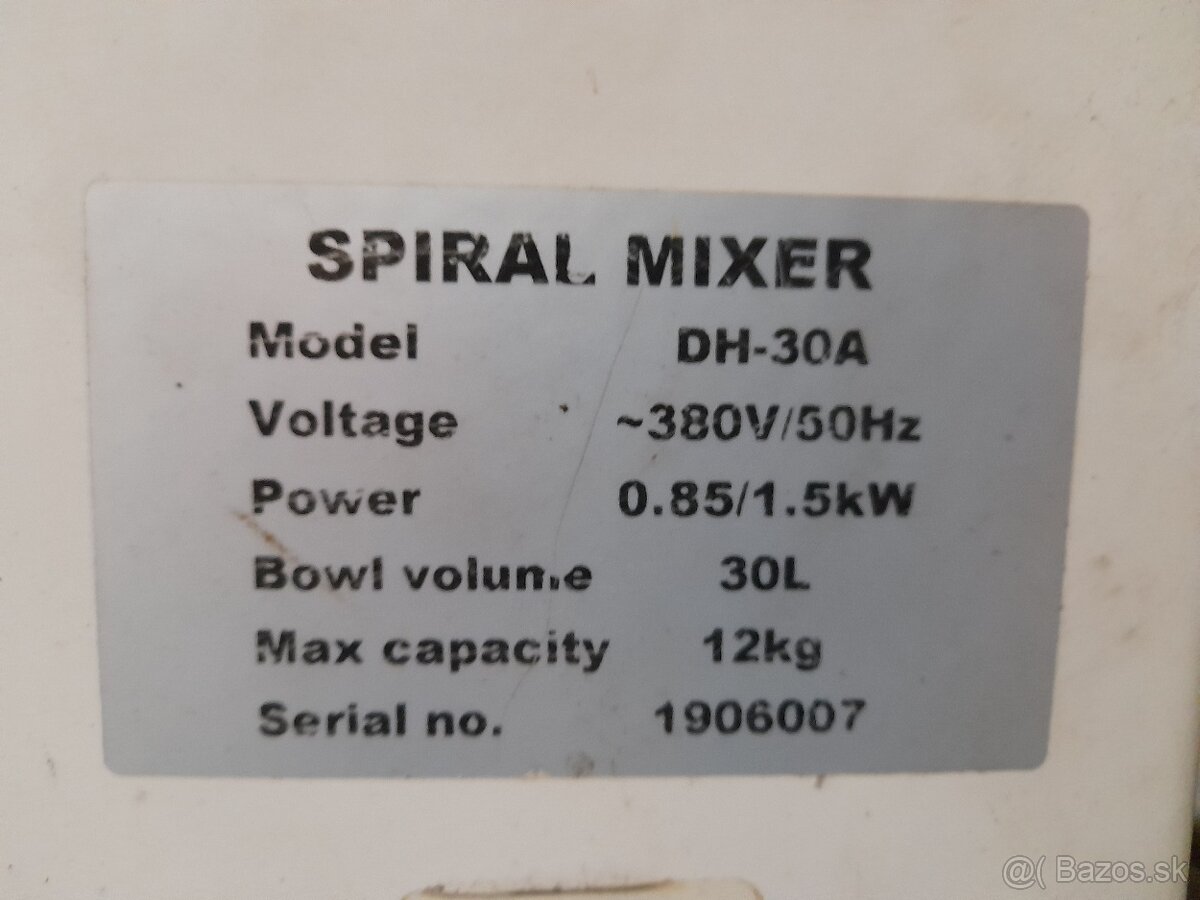 SPIRAL MIXER
Model DH-30A
Voltage ~380V/50Hz
Power 0.85/1.5kW
Bowl volume 30L
Max capacity 12kg
Serial no. 1906007
@( Bazos.sk